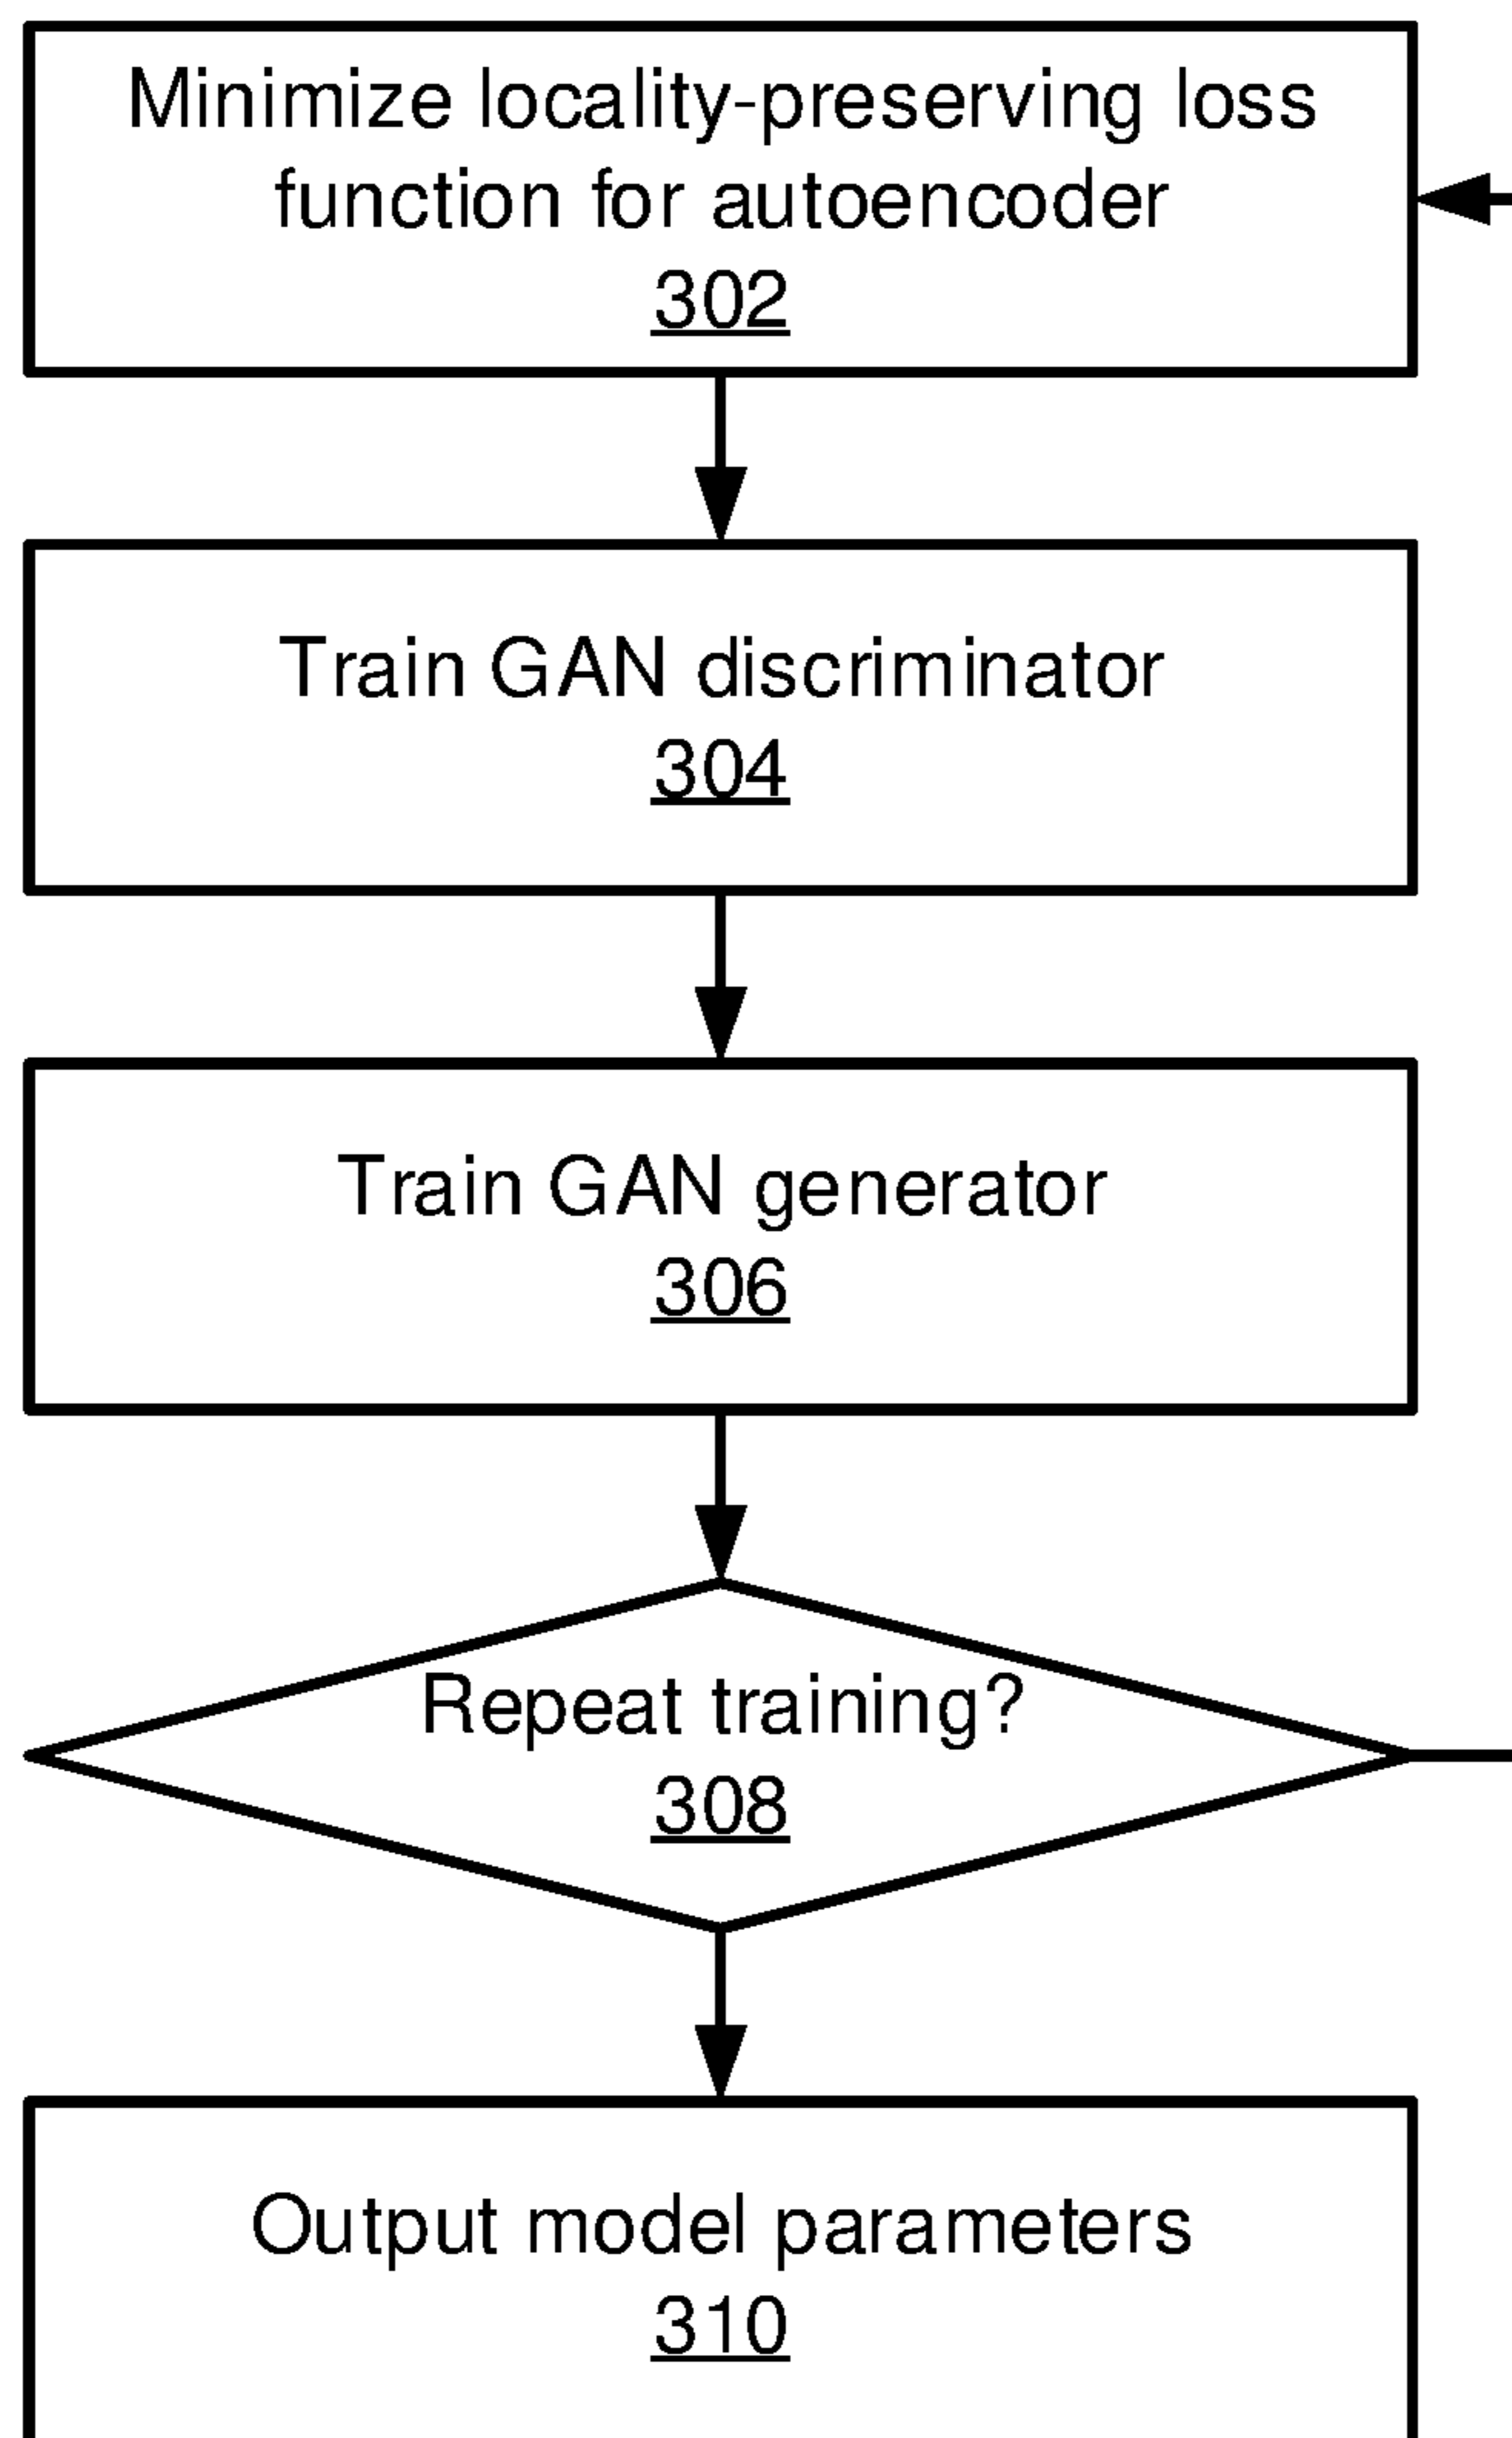 Minimize locality-preserving loss
function for autoencoder
302
Train GAN discriminator
304
Train GAN generator
306
Repeat training?
308
Output model parameters
310